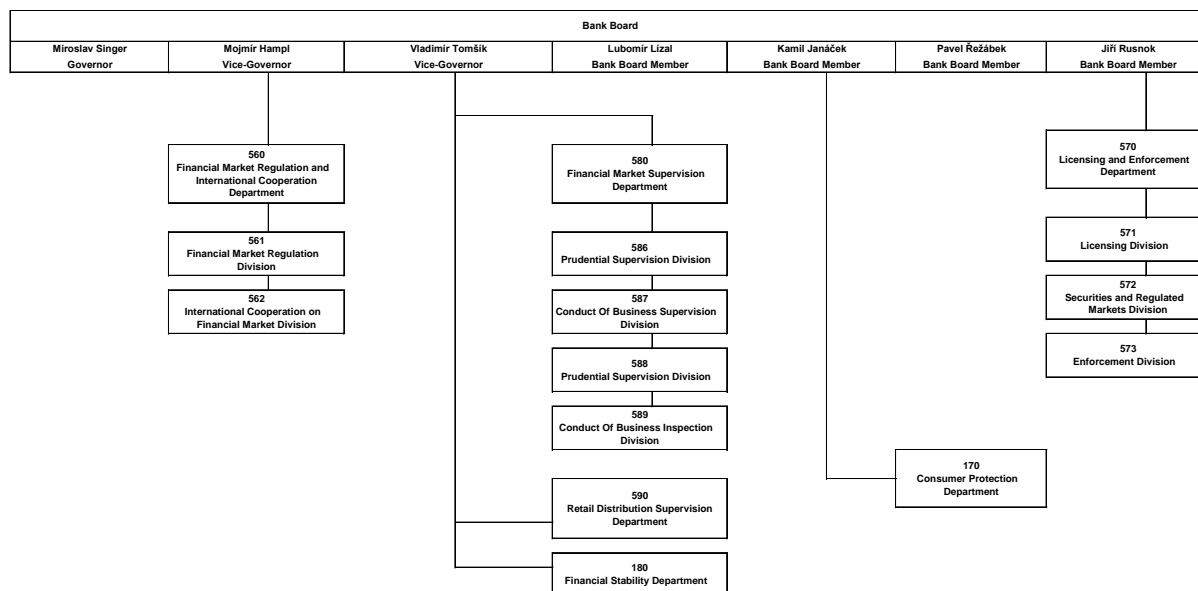 Bank Board
Miroslav Singer
Governor
Mojmír Hampl
Vice-Governor
Vladimír Tomšík
Vice-Governor
Lubomír Lízal
Bank Board Member
Kamil Janáček
Bank Board Member
Pavel Řežábek
Bank Board Member
Jiří Rusnok
Bank Board Member
560
Financial Market Regulation and
International Cooperation
Department
561
Financial Market Regulation
Division
562
International Cooperation on
Financial Market Division
580
Financial Market Supervision
Department
586
Prudential Supervision Division
587
Conduct Of Business Supervision
Division
588
Prudential Supervision Division
589
Conduct Of Business Inspection
Division
590
Retail Distribution Supervision
Department
180
Financial Stability Department
170
Consumer Protection
Department
570
Licensing and Enforcement
Department
571
Licensing Division
572
Securities and Regulated
Markets Division
573
Enforcement Division